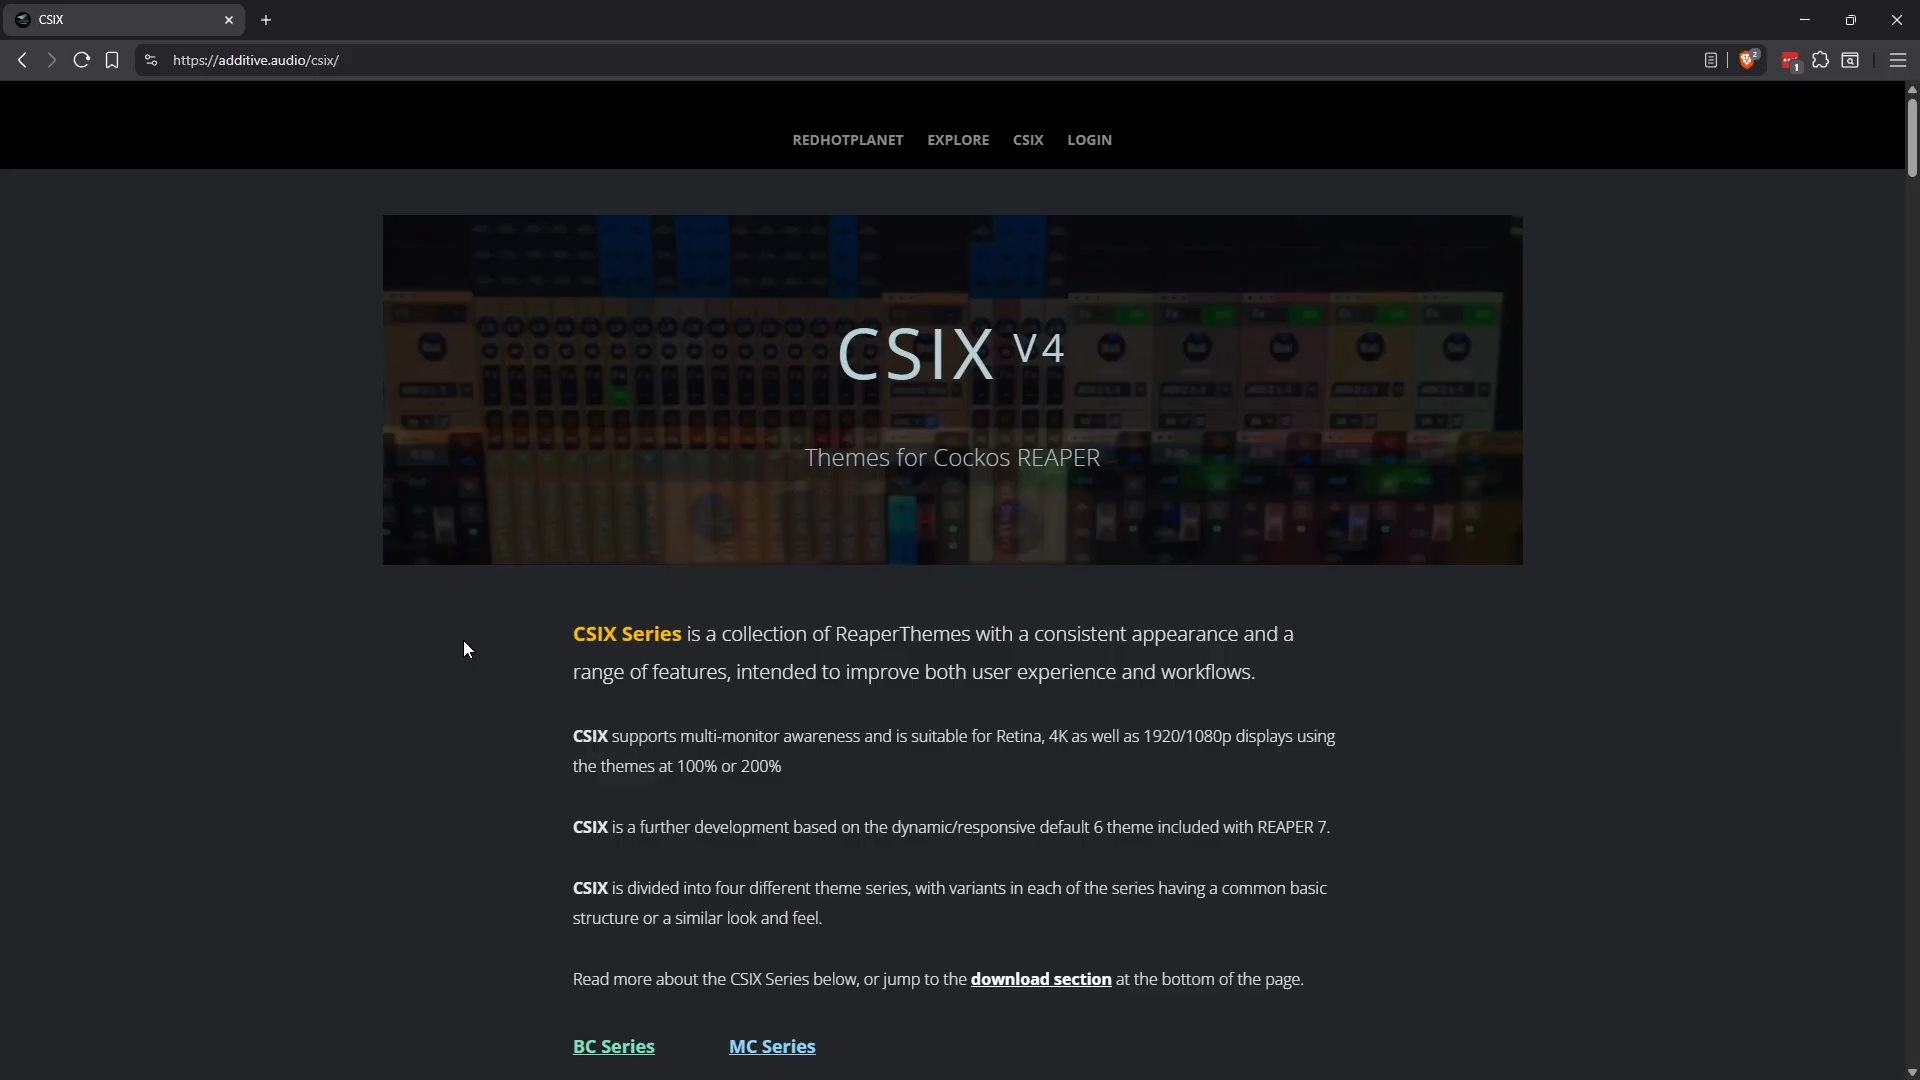 CSIX
https://additive.audio/csix/
2
1
REDHOTPLANET EXPLORE CSIX LOGIN
CSIX V4
Themes for Cockos REAPER
CSIX Series is a collection of ReaperThemes with a consistent appearance and a
range of features, intended to improve both user experience and workflows.
CSIX supports multi-monitor awareness and is suitable for Retina, 4K as well as 1920/1080p displays using
the themes at 100% or 200%
CSIX is a further development based on the dynamic/responsive default 6 theme included with REAPER 7.
CSIX is divided into four different theme series, with variants in each of the series having a common basic
structure or a similar look and feel.
Read more about the CSIX Series below, or jump to the download section at the bottom of the page.
BC Series MC Series